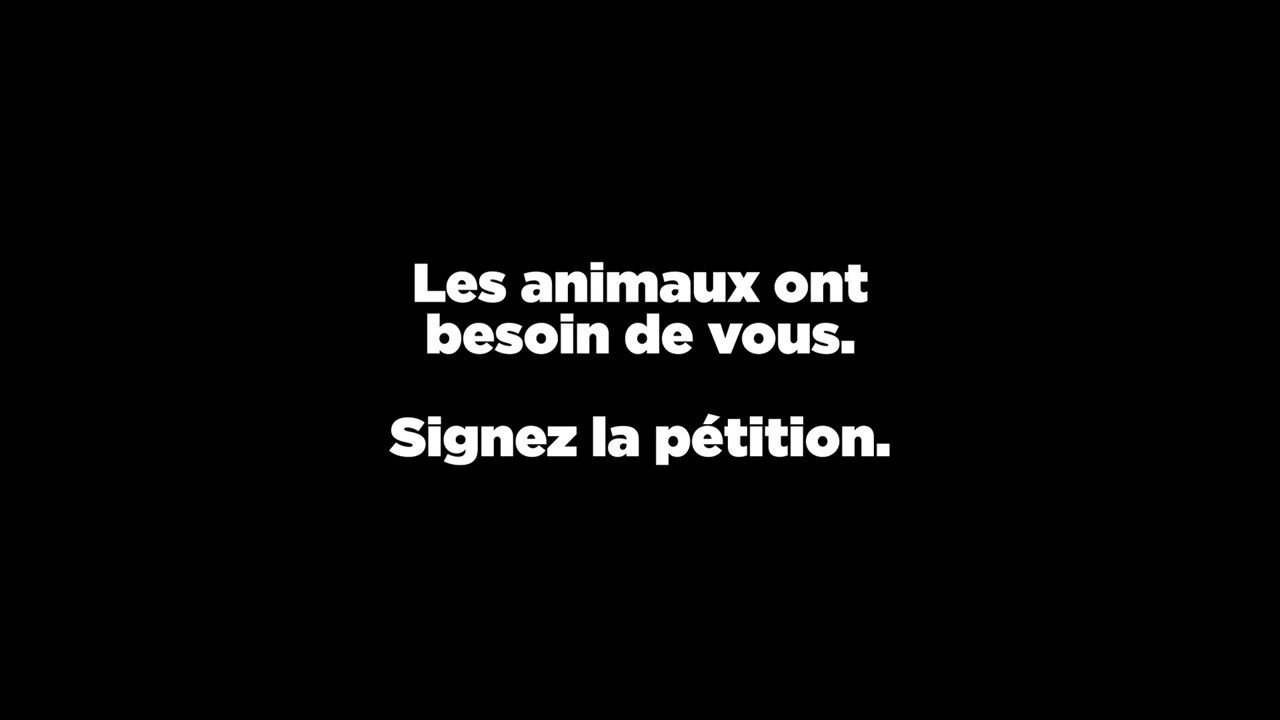 Les animaux ont
besoin de vous.
Signez la pétition.